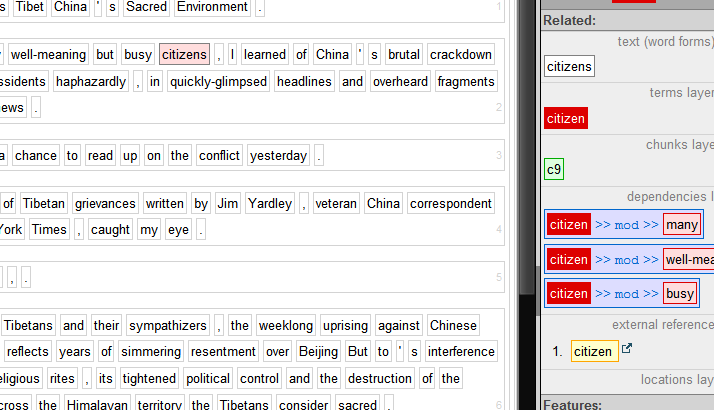 s Tibet China ' s Sacred Environment . 1
well-meaning but busy citizens , I learned of China ' s brutal crackdown
haphazardly , in quickly-glimpsed headlines and overheard fragments
. 2
a chance to read up on the conflict yesterday . 3
of Tibetan grievances written by Jim Yardley , veteran China correspondent
Times , caught my eye . 4
, . 5
Tibetans and their sympathizers , the weeklong uprising against Chinese
reflects years of simmering resentment over Beijing But to ' s interference
rites , its tightened political control and the destruction of the
the Himalayan territory the Tibetans consider sacred . 6
Related:
text (word forms)
citizens
terms layer
citizen
chunks laye
c9
dependencies l
citizen >> mod >> many
citizen >> mod >> well-mea
citizen >> mod >> busy
external reference
1. citizen
locations lay
Features: